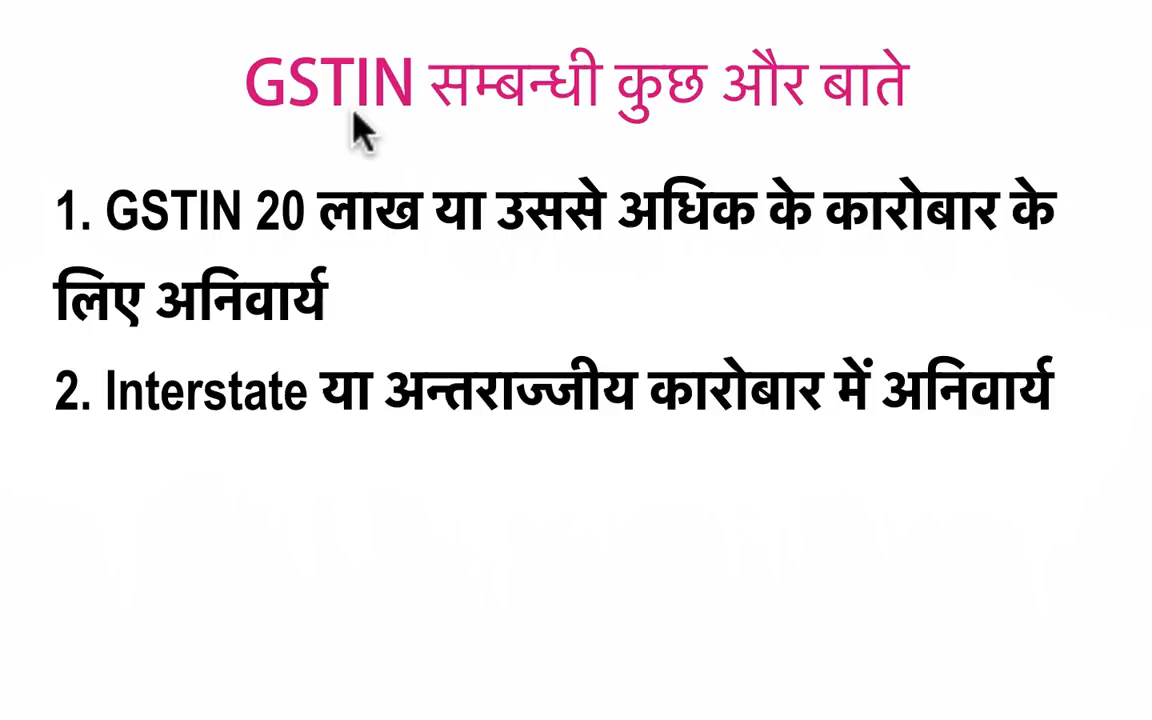 GSTIN सम्बन्धी कुछ और बाते
1. GSTIN 20 लाख या उससे अधिक के कारोबार के
लिए अनिवार्य
2. Interstate या अन्तराज्जीय कारोबार में अनिवार्य